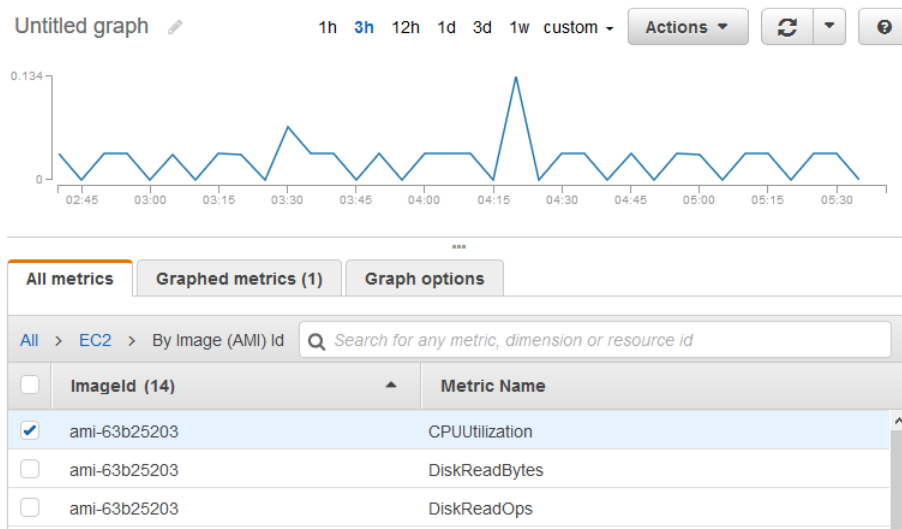 Untitled graph 1h 3h 12h 1d 3d 1w custom Actions
0.134
0
02:45 03:00 03:15 03:30 03:45 04:00 04:15 04:30 04:45 05:00 05:15 05:30
All metrics Graphed metrics (1) Graph options
All > EC2 > By Image (AMI) Id Search for any metric, dimension or resource id
ImageId (14) Metric Name
ami-63b25203 CPUUtilization
ami-63b25203 DiskReadBytes
ami-63b25203 DiskReadOps